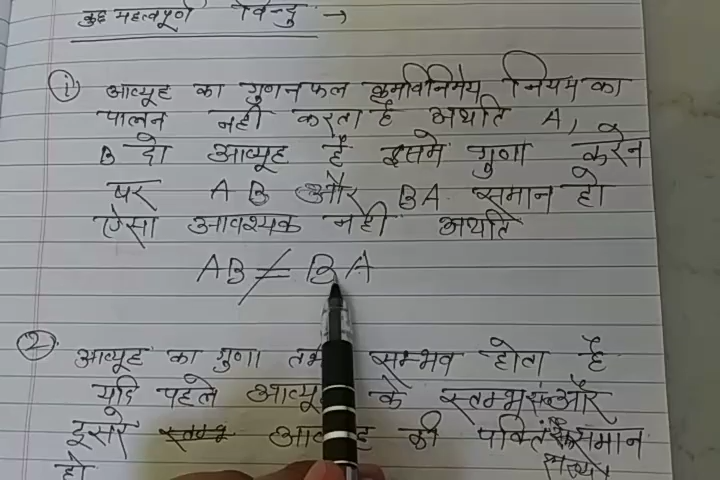 कुछ महत्वपूर्ण बिन्दु →
(i) आव्यूह का गुणनफल क्रमविनिमेय नियम का
पालन नही करता है अर्थात A,
B दो आव्यूह है इसमे गुणा करने
पर AB और BA समान हो
ऐसा आवश्यक नही अर्थात
AB ≠ BA
2. आव्यूह का गुणा तभी सम्भव होता है
यदि पहले आव्यूह के स्तम्भ सं० और
दूसरे आव्यूह की पंक्ति समान
संख्या
हो